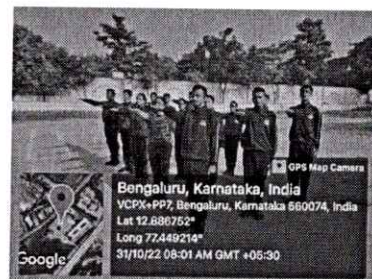 GPS Map Camera
Bengaluru, Karnataka, India
VCPX+PP7, Bengaluru, Karnataka 560074, India
Lat 12.886752°
Long 77.449214°
31/10/22 08:01 AM GMT +05:30
Google